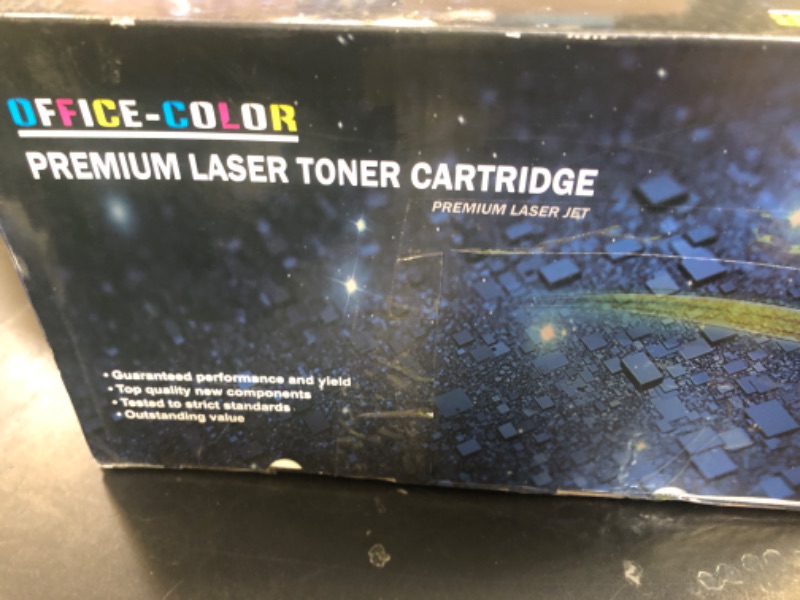 OFFICE-COLOR
PREMIUM LASER TONER CARTRIDGE
PREMIUM LASER JET
• Guaranteed performance and yield
• Top quality new components
• Tested to strict standards
• Outstanding value